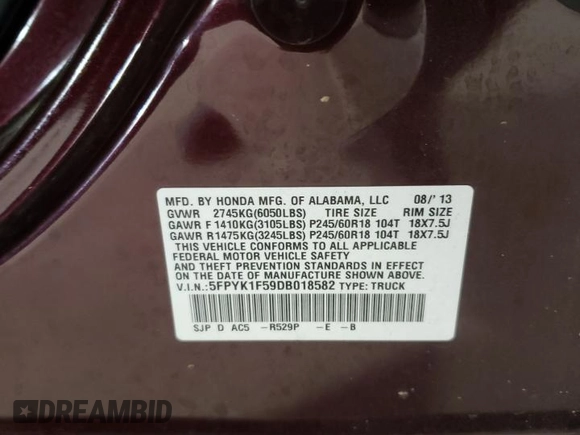 MFD. BY HONDA MFG. OF ALABAMA, LLC 08/'13
GVWR 2745KG(6050LBS) TIRE SIZE RIM SIZE
GAWR F 1410KG(3105LBS) P245/60R18 104T 18X7.5J
GAWR R1475KG(3245LBS) P245/60R18 104T 18X7.5J
THIS VEHICLE CONFORMS TO ALL APPLICABLE
FEDERAL MOTOR VEHICLE SAFETY
AND THEFT PREVENTION STANDARDS IN EFFECT
ON THE DATE OF MANUFACTURE SHOWN ABOVE.
V.I.N.:5FPYK1F59DB018582 TYPE: TRUCK
SJP D AC5 -R529P -E -B
DREAMBID